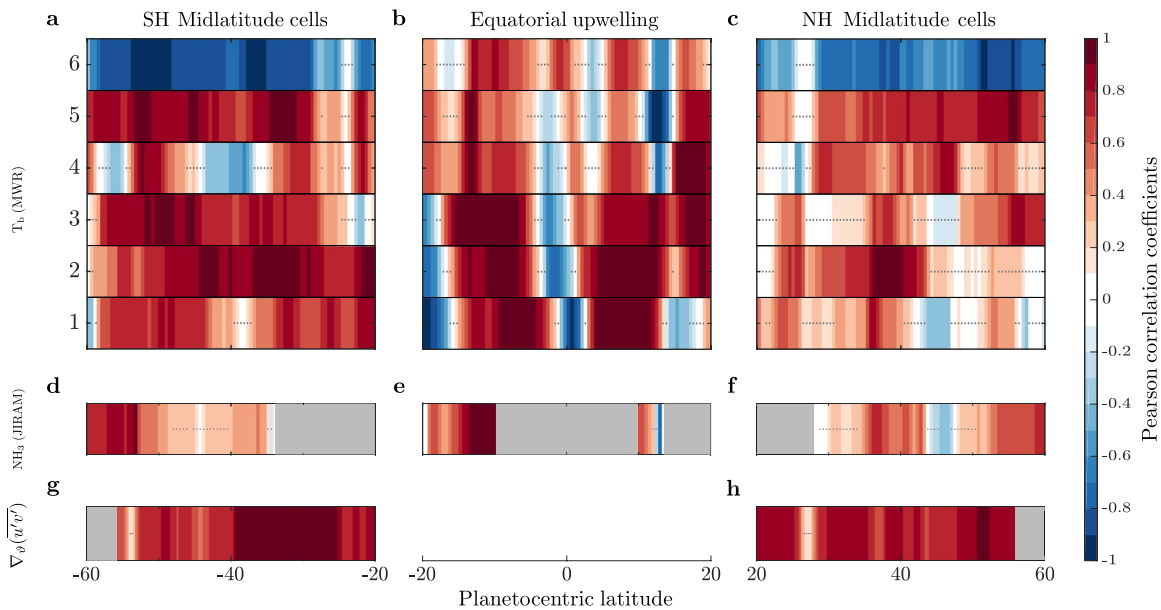 a SH Midlatitude cells
b Equatorial upwelling
c NH Midlatitude cells
T_b (MWR)
6
5
4
3
2
1
d
e
f
NH_3 (JIRAM)
g
h
∇_ϑ(\overline{u'v'})
-60 -40 -20
-20 0 20
20 40 60
Planetocentric latitude
1
0.8
0.6
0.4
0.2
0
-0.2
-0.4
-0.6
-0.8
-1
Pearson correlation coefficients